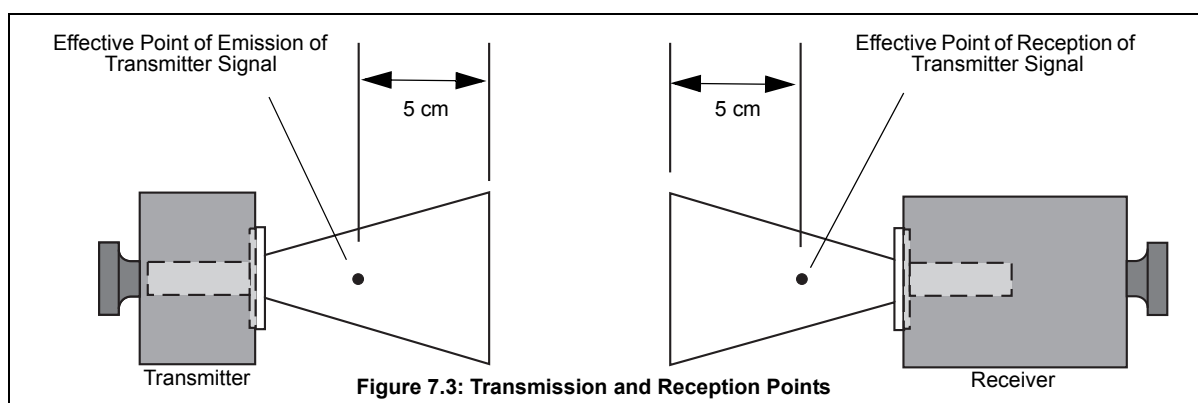 Effective Point of Emission of
Transmitter Signal
5 cm
5 cm
Effective Point of Reception of
Transmitter Signal
Transmitter
Figure 7.3: Transmission and Reception Points
Receiver